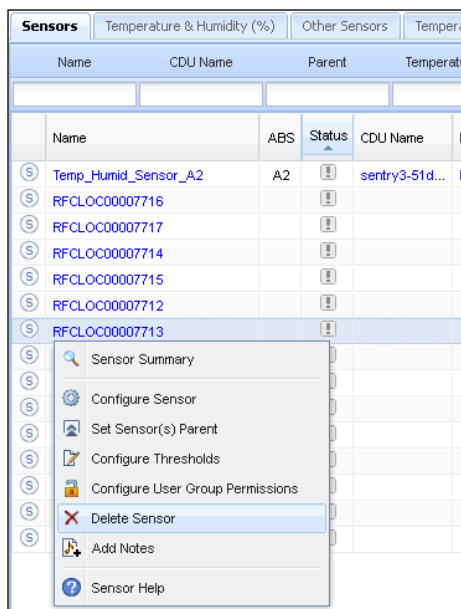 Sensors Temperature & Humidity (%) Other Sensors Tempera
Name CDU Name Parent Temperatu
Name ABS Status CDU Name
S Temp_Humid_Sensor_A2 A2 sentry3-51d...
S RFCLOC00007716
S RFCLOC00007717
S RFCLOC00007714
S RFCLOC00007715
S RFCLOC00007712
S RFCLOC00007713
S Sensor Summary
S
S Configure Sensor
S Set Sensor(s) Parent
S Configure Thresholds
S Configure User Group Permissions
S Delete Sensor
S Add Notes
Sensor Help